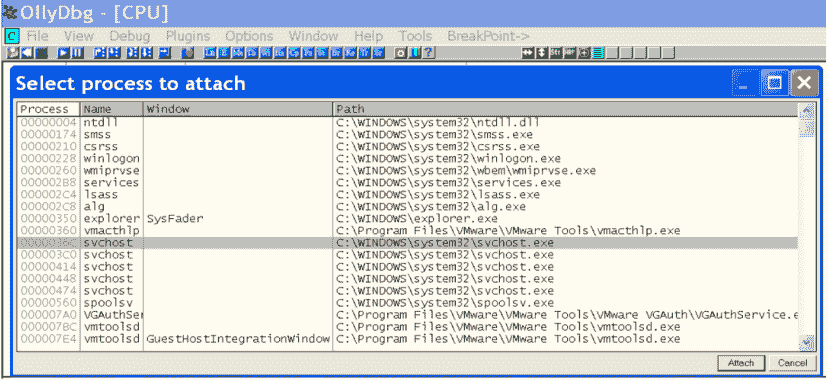 OllyDbg - [CPU]
C File View Debug Plugins Options Window Help Tools BreakPoint->
Select process to attach
Process Name Window Path
00000004 ntdll C:\WINDOWS\system32\ntdll.dll
00000174 smss C:\WINDOWS\system32\smss.exe
00000210 csrss C:\WINDOWS\system32\csrss.exe
00000228 winlogon C:\WINDOWS\system32\winlogon.exe
00000260 wmiprvse C:\WINDOWS\system32\wbem\wmiprvse.exe
000002B8 services C:\WINDOWS\system32\services.exe
000002C4 lsass C:\WINDOWS\system32\lsass.exe
000002C8 alg C:\WINDOWS\system32\alg.exe
00000350 explorer SysFader C:\WINDOWS\explorer.exe
00000360 vmacthlp C:\Program Files\VMware\VMware Tools\vmacthlp.exe
0000036C svchost C:\WINDOWS\system32\svchost.exe
000003C0 svchost C:\WINDOWS\system32\svchost.exe
00000414 svchost C:\WINDOWS\system32\svchost.exe
00000448 svchost C:\WINDOWS\system32\svchost.exe
00000474 svchost C:\WINDOWS\system32\svchost.exe
00000560 spoolsv C:\WINDOWS\system32\spoolsv.exe
000007A0 VGAuthSer C:\Program Files\VMware\VMware Tools\VMware VGAuth\VGAuthService.e
000007BC vmtoolsd C:\Program Files\VMware\VMware Tools\vmtoolsd.exe
000007E4 vmtoolsd GuestHostIntegrationWindow C:\Program Files\VMware\VMware Tools\vmtoolsd.exe
Attach Cancel